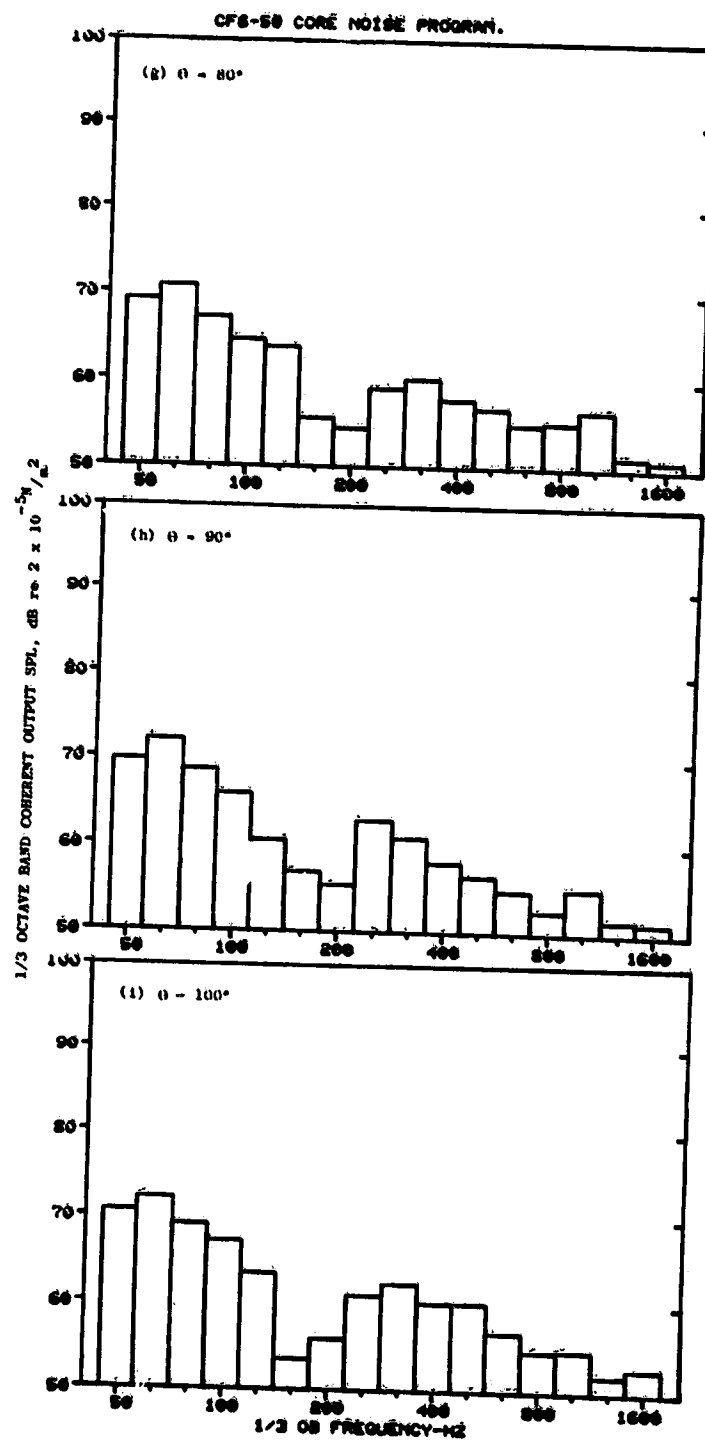 CF6-50 CORE NOISE PROGRAM.
1/3 OCTAVE BAND COHERENT OUTPUT SPL, dB re 2 x 10⁻⁵N/m²
100
(g) θ = 80°
90
80
70
60
50
50 100 200 400 800 1600
100
(h) θ = 90°
90
80
70
60
50
50 100 200 400 800 1600
100
(i) θ = 100°
90
80
70
60
50
50 100 200 400 800 1600
1/3 OB FREQUENCY-HZ